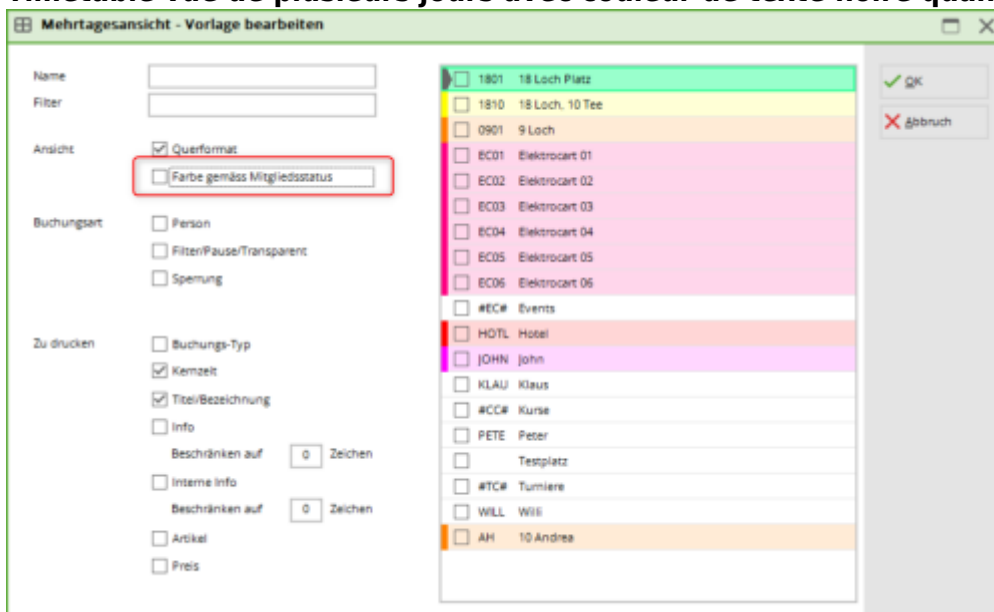 Mehrtagesansicht - Vorlage bearbeiten
Name
Filter
Ansicht
Querformat
Farbe gemäss Mitgliedsstatus
Buchungsart
Person
Filter/Pause/Transparent
Sperrung
Zu drucken
Buchungs-Typ
Kernzeit
Titel/Bezeichnung
Info
Beschränken auf 0 Zeichen
Interne Info
Beschränken auf 0 Zeichen
Artikel
Preis
1801 18 Loch Platz
1810 18 Loch, 10 Tee
0901 9 Loch
EC01 Elektrocart 01
EC02 Elektrocart 02
EC03 Elektrocart 03
EC04 Elektrocart 04
EC05 Elektrocart 05
EC06 Elektrocart 06
#EC# Events
HOTL Hotel
JOHN John
KLAU Klaus
#CC# Kurse
PETE Peter
Testplatz
#TC# Turniere
WILL Willi
AH 10 Andrea
OK
Abbruch